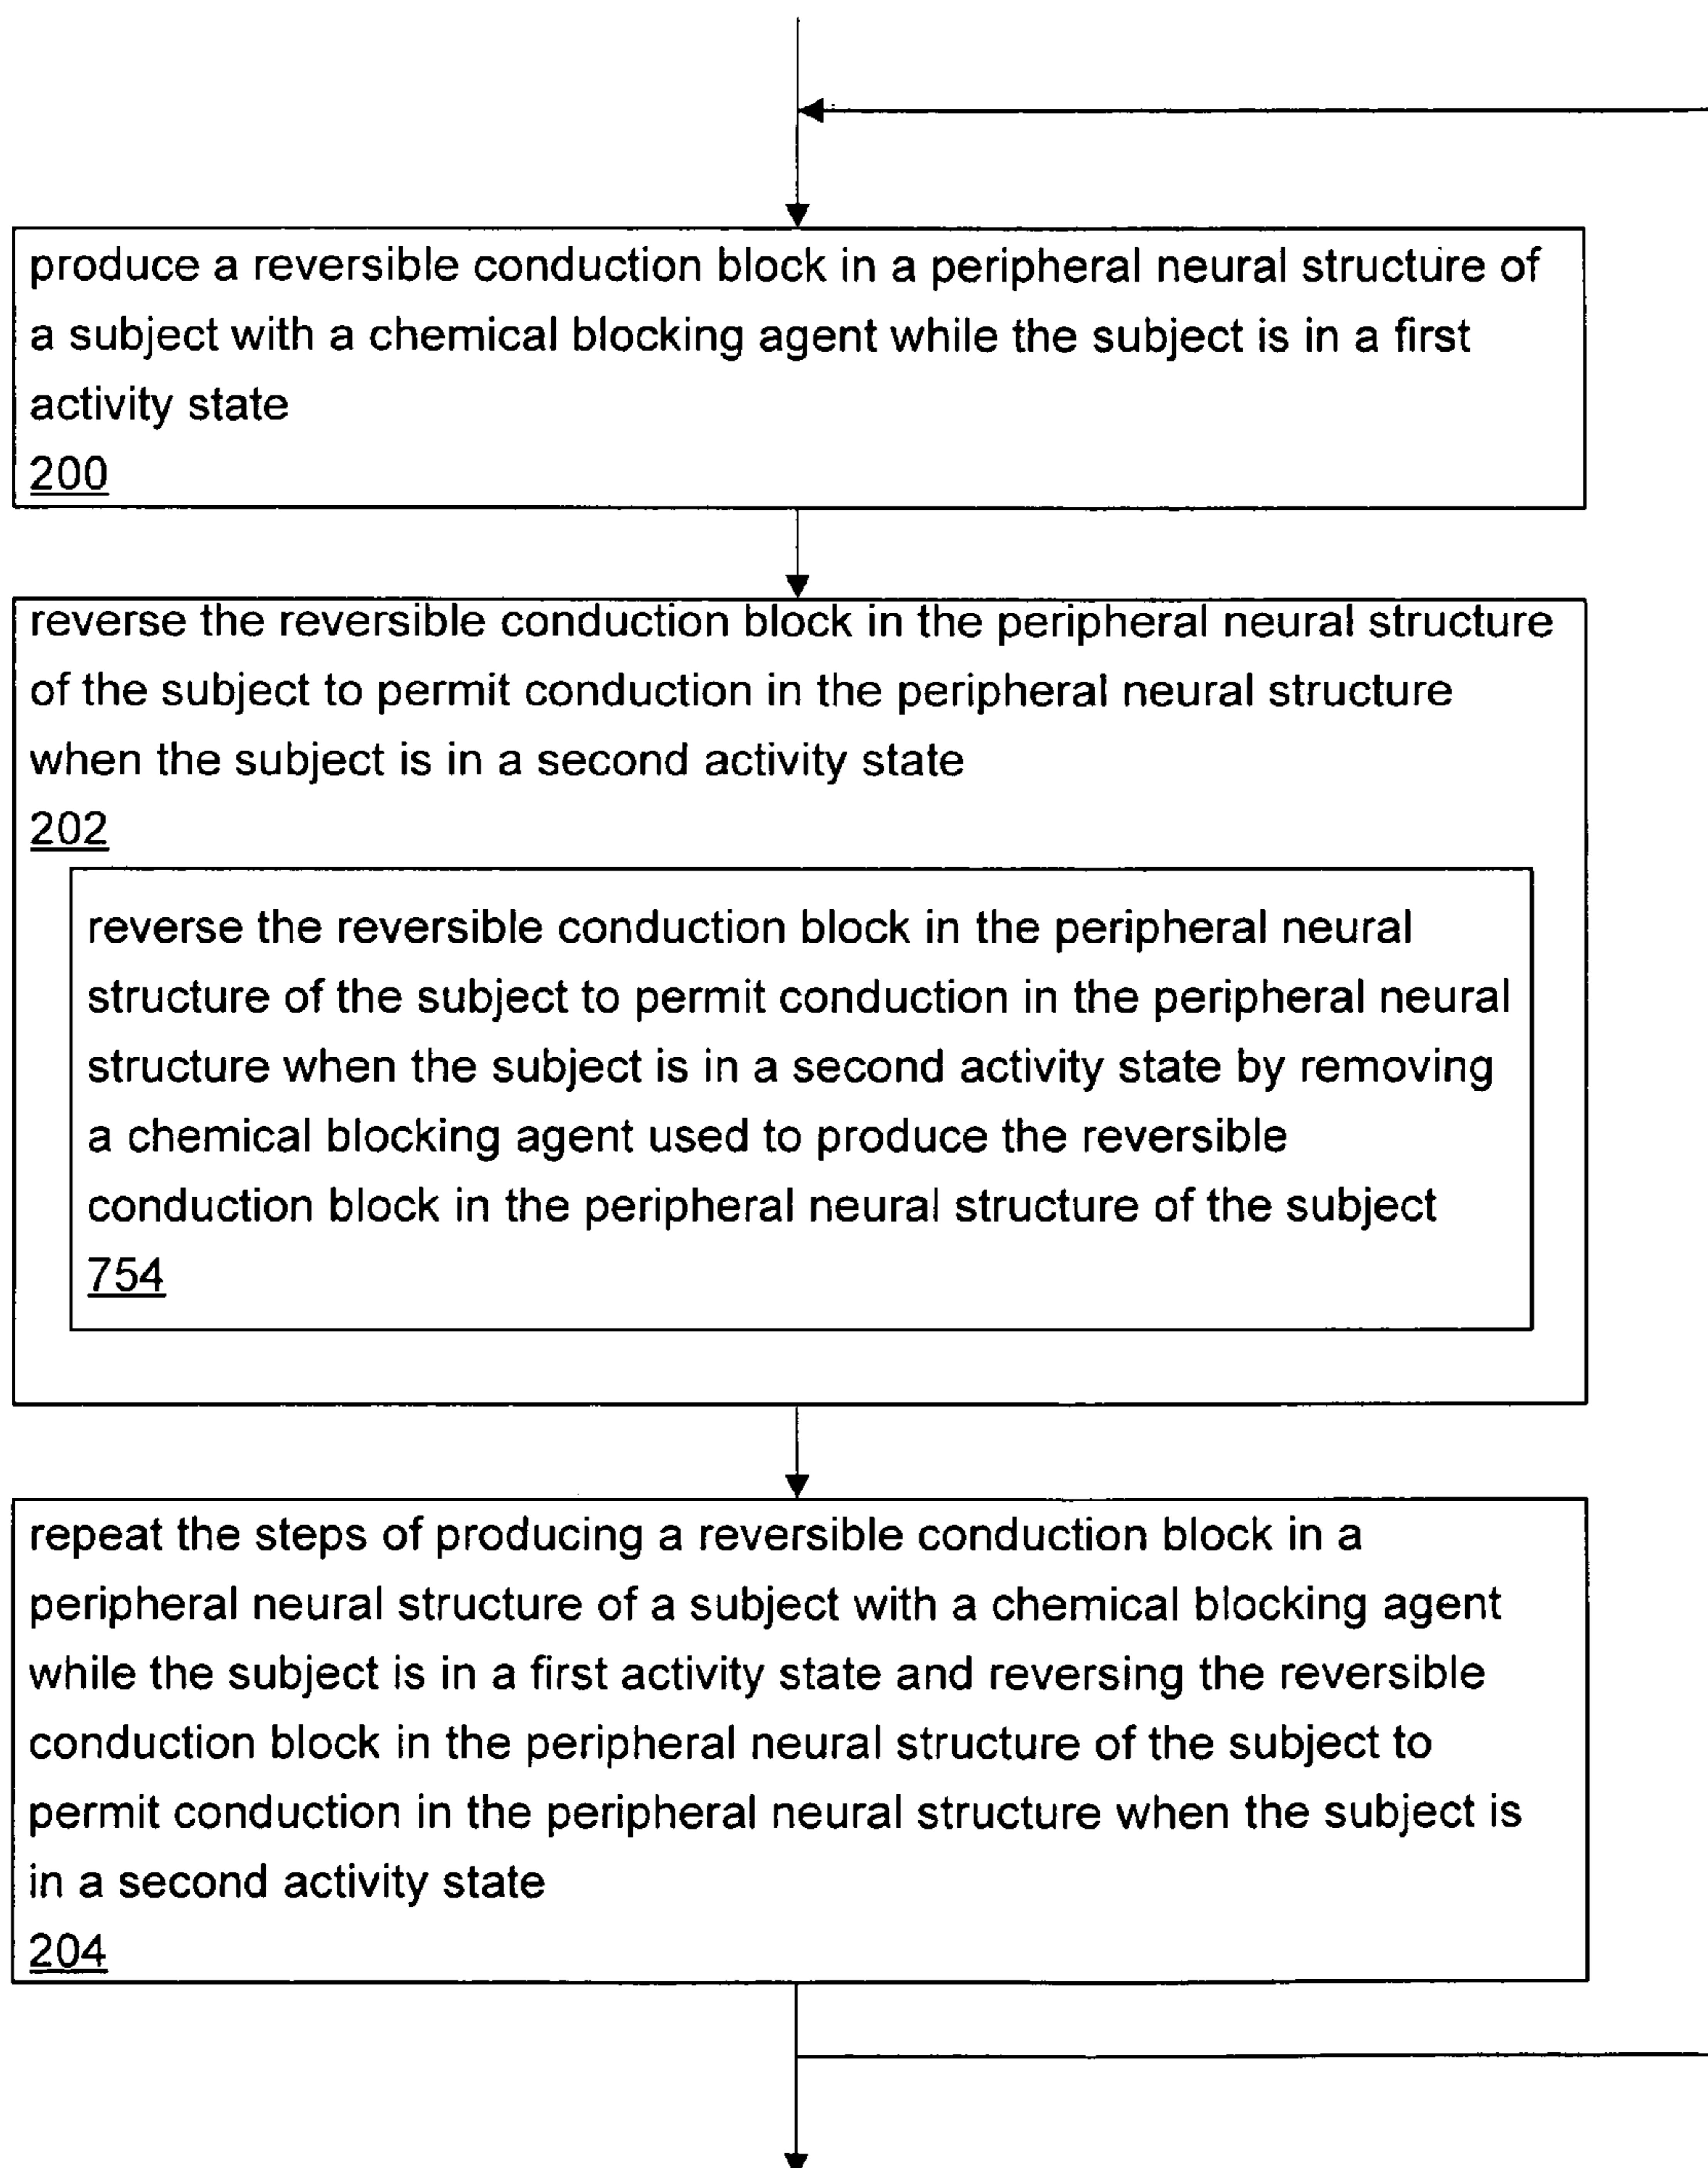 produce a reversible conduction block in a peripheral neural structure of
a subject with a chemical blocking agent while the subject is in a first
activity state
200
reverse the reversible conduction block in the peripheral neural structure
of the subject to permit conduction in the peripheral neural structure
when the subject is in a second activity state
202
reverse the reversible conduction block in the peripheral neural
structure of the subject to permit conduction in the peripheral neural
structure when the subject is in a second activity state by removing
a chemical blocking agent used to produce the reversible
conduction block in the peripheral neural structure of the subject
754
repeat the steps of producing a reversible conduction block in a
peripheral neural structure of a subject with a chemical blocking agent
while the subject is in a first activity state and reversing the reversible
conduction block in the peripheral neural structure of the subject to
permit conduction in the peripheral neural structure when the subject is
in a second activity state
204